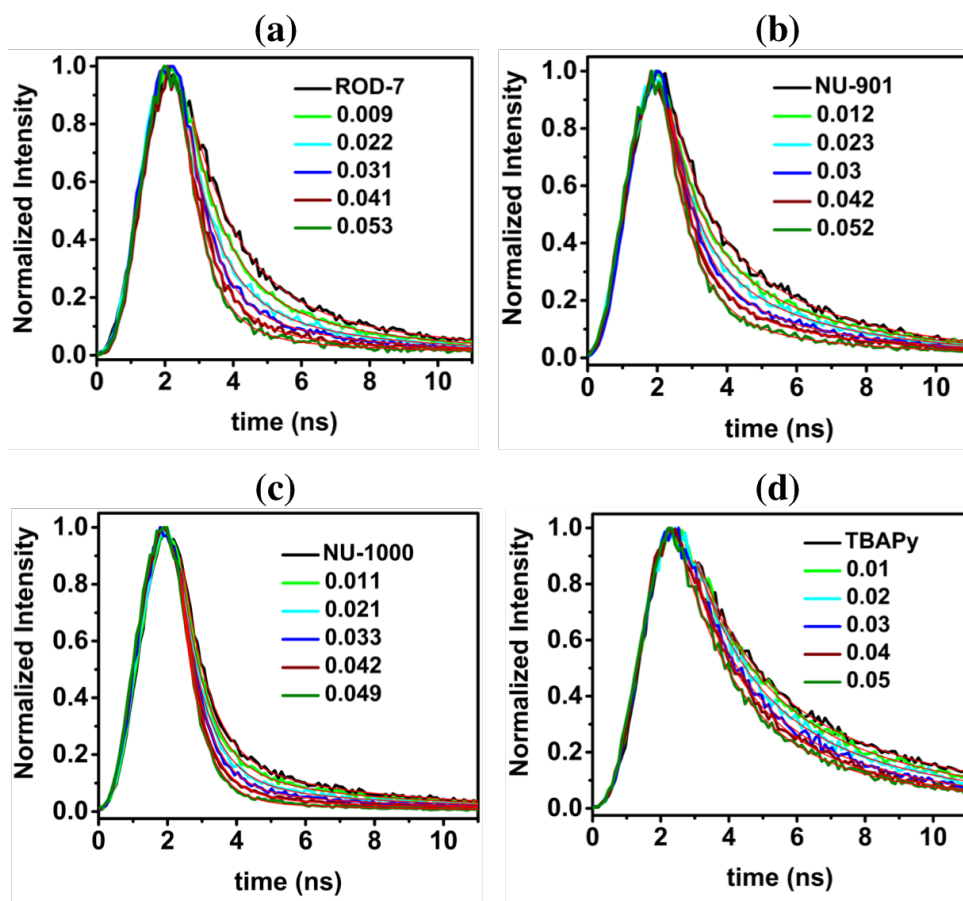 (a)
Normalized Intensity
1.0
0.8
0.6
0.4
0.2
0.0
ROD-7
0.009
0.022
0.031
0.041
0.053
0 2 4 6 8 10
time (ns)
(b)
Normalized Intensity
1.0
0.8
0.6
0.4
0.2
0.0
NU-901
0.012
0.023
0.03
0.042
0.052
0 2 4 6 8 10
time (ns)
(c)
Normalized Intensity
1.0
0.8
0.6
0.4
0.2
0.0
NU-1000
0.011
0.021
0.033
0.042
0.049
0 2 4 6 8 10
time (ns)
(d)
Normalized Intensity
1.0
0.8
0.6
0.4
0.2
0.0
TBAPy
0.01
0.02
0.03
0.04
0.05
0 2 4 6 8 10
time (ns)